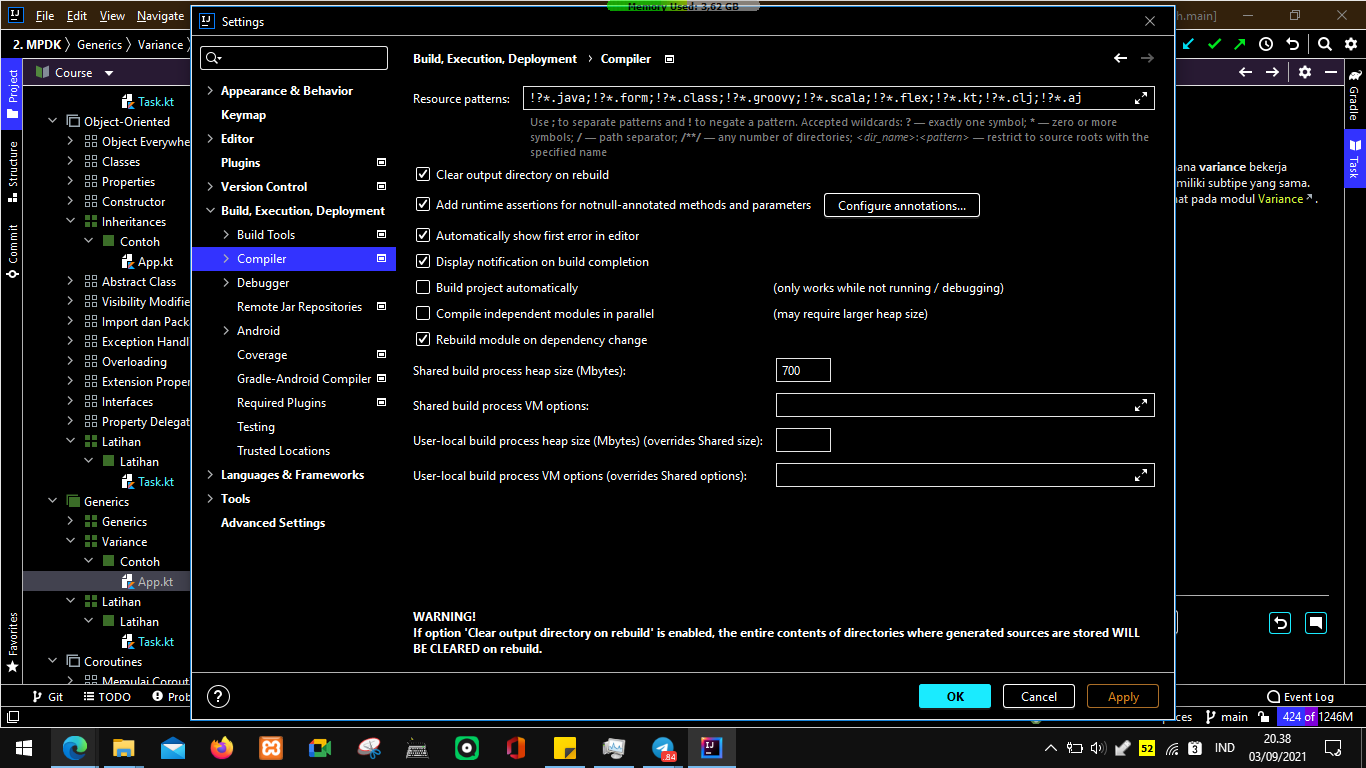 Memory Used: 3,62 GB
File Edit View Navigate
Settings
h.main]
2. MPDK Generics Variance
Course
Task.kt
Object-Oriented
Object Everywhe
Classes
Properties
Constructor
Inheritances
Contoh
App.kt
Abstract Class
Visibility Modifie
Import dan Pack
Exception Handl
Overloading
Extension Proper
Interfaces
Property Delegat
Latihan
Latihan
Task.kt
Generics
Generics
Variance
Contoh
App.kt
Latihan
Latihan
Task.kt
Coroutines
Memulai Corout
Project
Structure
Commit
Favorites
Appearance & Behavior
Keymap
Editor
Plugins
Version Control
Build, Execution, Deployment
Build Tools
Compiler
Debugger
Remote Jar Repositories
Android
Coverage
Gradle-Android Compiler
Required Plugins
Testing
Trusted Locations
Languages & Frameworks
Tools
Advanced Settings
Build, Execution, Deployment › Compiler
Resource patterns: !?*.java;!?*.form;!?*.class;!?*.groovy;!?*.scala;!?*.flex;!?*.kt;!?*.clj;!?*.aj
Use ; to separate patterns and ! to negate a pattern. Accepted wildcards: ? — exactly one symbol; * — zero or more
symbols; / — path separator; /**/ — any number of directories; <dir_name>:<pattern> — restrict to source roots with the
specified name
Clear output directory on rebuild
Add runtime assertions for notnull-annotated methods and parameters Configure annotations...
Automatically show first error in editor
Display notification on build completion
Build project automatically (only works while not running / debugging)
Compile independent modules in parallel (may require larger heap size)
Rebuild module on dependency change
Shared build process heap size (Mbytes): 700
Shared build process VM options:
User-local build process heap size (Mbytes) (overrides Shared size):
User-local build process VM options (overrides Shared options):
WARNING!
If option 'Clear output directory on rebuild' is enabled, the entire contents of directories where generated sources are stored WILL
BE CLEARED on rebuild.
? OK Cancel Apply
ana variance bekerja
miliki subtipe yang sama.
nat pada modul Variance↗.
Gradle
Task
Git TODO Prob
Event Log
ces main 424 of 1246M
.84
52
3
IND
20.38
03/09/2021